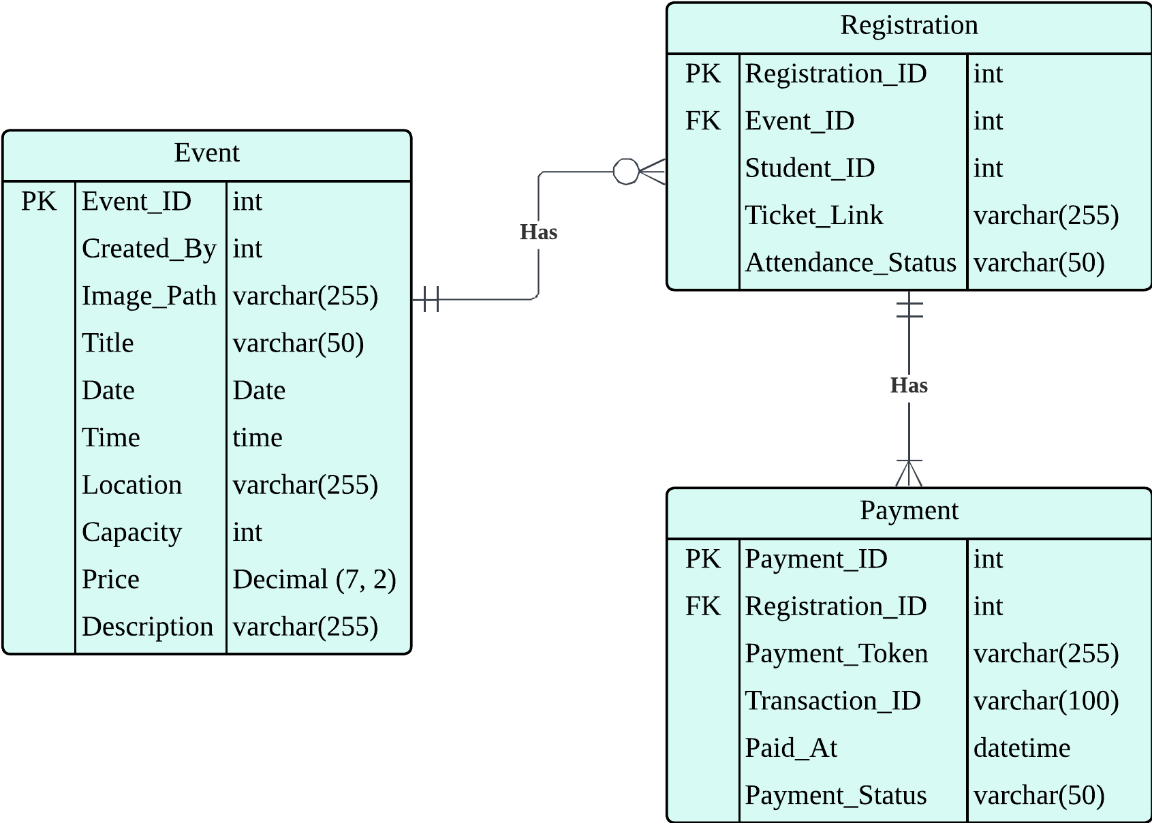 Event
PK Event_ID int
Created_By int
Image_Path varchar(255)
Title varchar(50)
Date Date
Time time
Location varchar(255)
Capacity int
Price Decimal (7, 2)
Description varchar(255)
Has
Registration
PK Registration_ID int
FK Event_ID int
Student_ID int
Ticket_Link varchar(255)
Attendance_Status varchar(50)
Has
Payment
PK Payment_ID int
FK Registration_ID int
Payment_Token varchar(255)
Transaction_ID varchar(100)
Paid_At datetime
Payment_Status varchar(50)